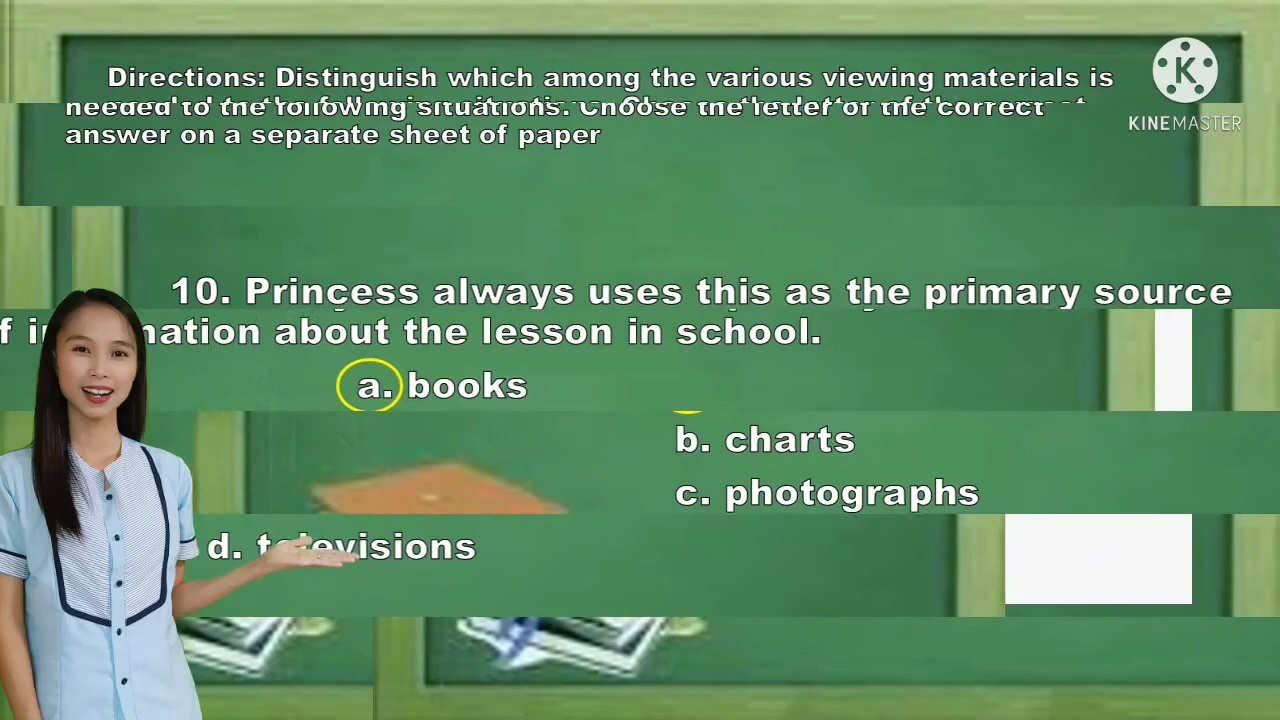 Directions: Distinguish which among the various viewing materials is
needed to the following situations. Choose the letter of the correct
answer on a separate sheet of paper
KINEMASTER
10. Princess always uses this as the primary source
about the lesson in school.
a. books
b. charts
c. photographs
d. televisions